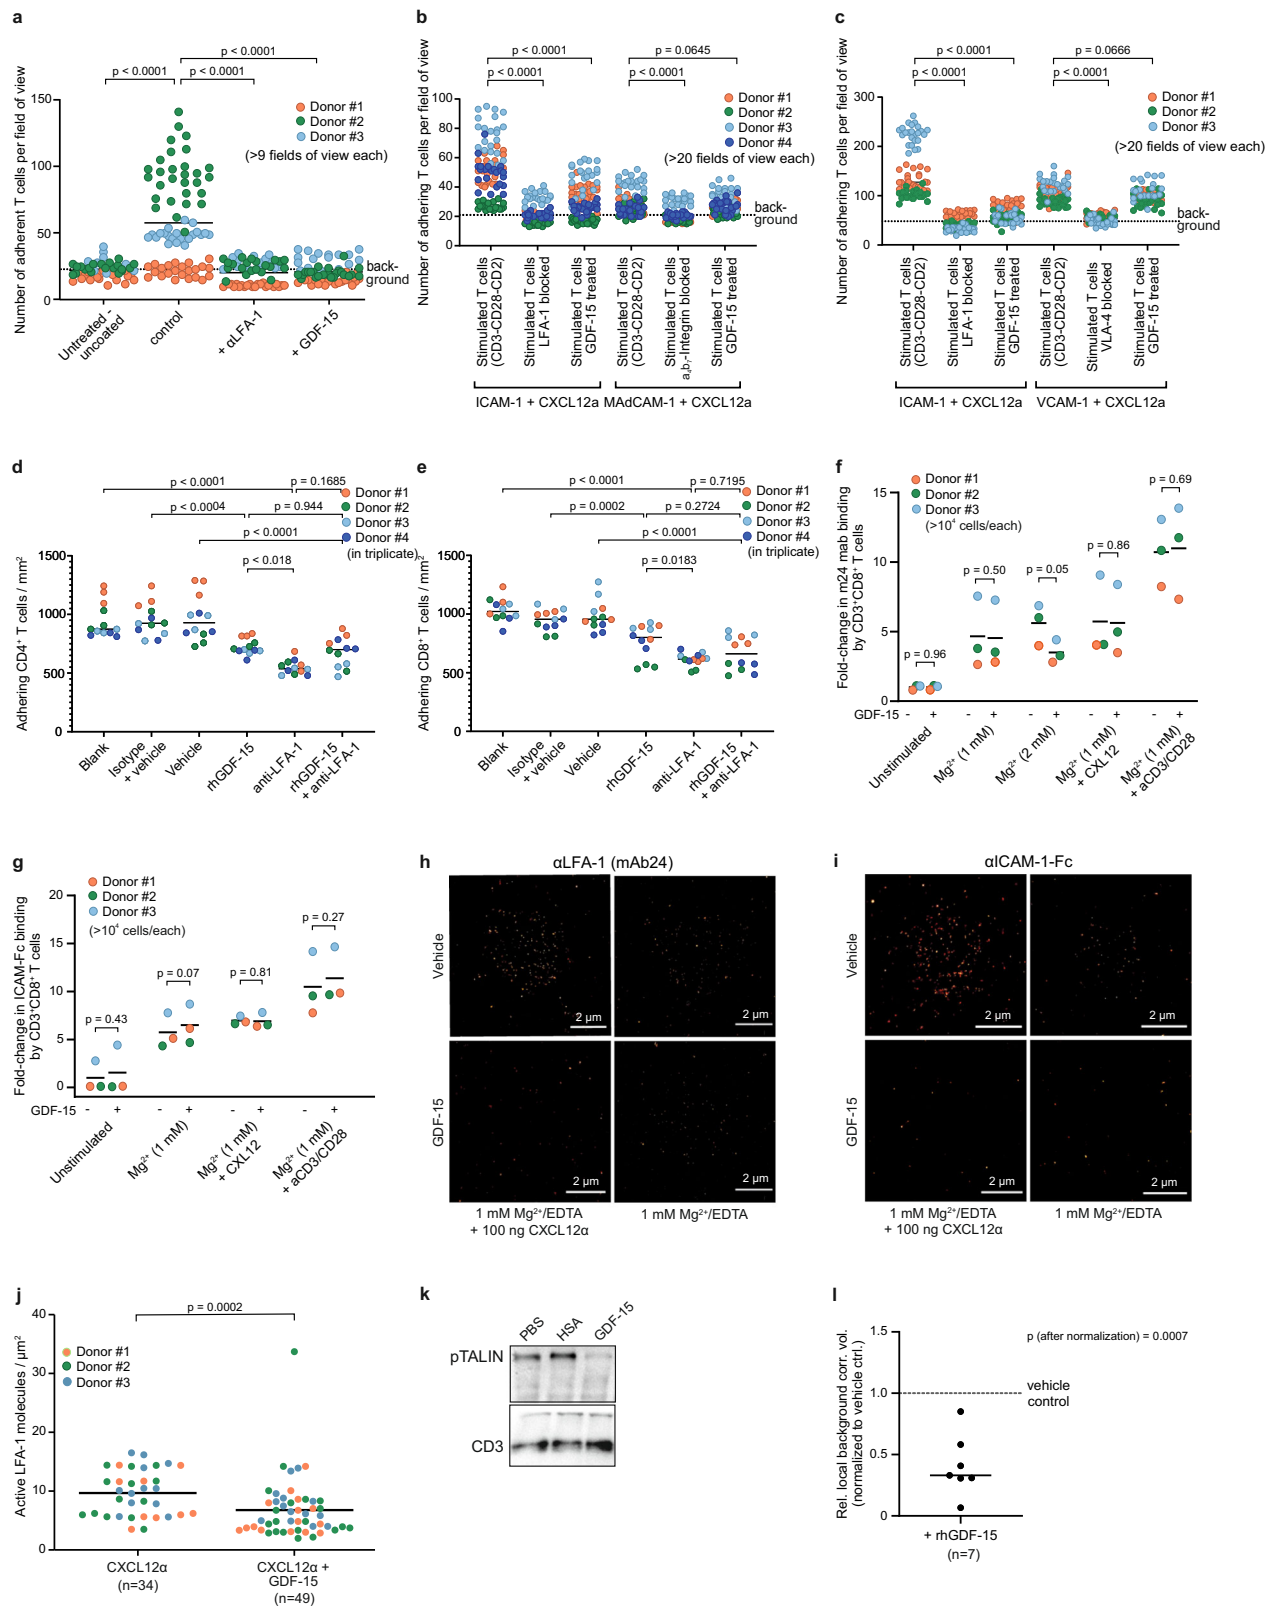 a
p < 0.0001
p < 0.0001
p < 0.0001
Number of adherent T cells per field of view
150
100
50
0
Donor #1
Donor #2
Donor #3
(>9 fields of view each)
back-
ground
Untreated -
uncoated
control
+ αLFA-1
+ GDF-15
b
p < 0.0001
p < 0.0001
p = 0.0645
p < 0.0001
Number of adhering T cells per field of view
100
80
60
40
20
0
Donor #1
Donor #2
Donor #3
Donor #4
(>20 fields of view each)
back-
ground
Stimulated T cells
(CD3-CD28-CD2)
Stimulated T cells
LFA-1 blocked
Stimulated T cells
GDF-15 treated
Stimulated T cells
(CD3-CD28-CD2)
Stimulated T cells
a₄b₇-Integrin blocked
Stimulated T cells
GDF-15 treated
ICAM-1 + CXCL12a
MAdCAM-1 + CXCL12a
c
p < 0.0001
p < 0.0001
p = 0.0666
p < 0.0001
Number of adhering T cells per field of view
300
200
100
0
Donor #1
Donor #2
Donor #3
(>20 fields of view each)
back-
ground
Stimulated T cells
(CD3-CD28-CD2)
Stimulated T cells
LFA-1 blocked
Stimulated T cells
GDF-15 treated
Stimulated T cells
(CD3-CD28-CD2)
Stimulated T cells
VLA-4 blocked
Stimulated T cells
GDF-15 treated
ICAM-1 + CXCL12a
VCAM-1 + CXCL12a
d
p < 0.0001
p = 0.1685
p < 0.0004
p = 0.944
p < 0.0001
p < 0.018
Donor #1
Donor #2
Donor #3
Donor #4
(in triplicate)
Adhering CD4⁺ T cells / mm²
1500
1000
500
0
Blank
Isotype
+ vehicle
Vehicle
rhGDF-15
anti-LFA-1
rhGDF-15
+ anti-LFA-1
e
p < 0.0001
p = 0.7195
p = 0.0002
p = 0.2724
p < 0.0001
p = 0.0183
Donor #1
Donor #2
Donor #3
Donor #4
(in triplicate)
Adhering CD8⁺ T cells / mm²
1500
1000
500
0
Blank
Isotype
+ vehicle
Vehicle
rhGDF-15
anti-LFA-1
rhGDF-15
+ anti-LFA-1
f
Donor #1
Donor #2
Donor #3
(>10⁴ cells/each)
Fold-change in m24 mab binding
by CD3⁺CD8⁺ T cells
15
10
5
0
p = 0.96
p = 0.50
p = 0.05
p = 0.86
p = 0.69
GDF-15 - + - + - + - + - +
Unstimulated
Mg²⁺ (1 mM)
Mg²⁺ (2 mM)
Mg²⁺ (1 mM)
+ CXL12
Mg²⁺ (1 mM)
+ aCD3/CD28
g
Donor #1
Donor #2
Donor #3
(>10⁴ cells/each)
Fold-change in ICAM-Fc binding
by CD3⁺CD8⁺ T cells
20
15
10
5
0
p = 0.43
p = 0.07
p = 0.81
p = 0.27
GDF-15 - + - + - + - +
Unstimulated
Mg²⁺ (1 mM)
Mg²⁺ (1 mM)
+ CXL12
Mg²⁺ (1 mM)
+ aCD3/CD28
h
αLFA-1 (mAb24)
Vehicle
2 µm
2 µm
GDF-15
2 µm
2 µm
1 mM Mg²⁺/EDTA
+ 100 ng CXCL12α
1 mM Mg²⁺/EDTA
i
αICAM-1-Fc
Vehicle
2 µm
2 µm
GDF-15
2 µm
2 µm
1 mM Mg²⁺/EDTA
+ 100 ng CXCL12α
1 mM Mg²⁺/EDTA
j
p = 0.0002
Active LFA-1 molecules / µm²
40
30
20
10
0
Donor #1
Donor #2
Donor #3
CXCL12α
(n=34)
CXCL12α +
GDF-15
(n=49)
k
PBS
HSA
GDF-15
pTALIN
CD3
l
Rel. local background corr. vol.
(normalized to vehicle ctrl.)
1.5
1.0
0.5
0
p (after normalization) = 0.0007
vehicle
control
+ rhGDF-15
(n=7)